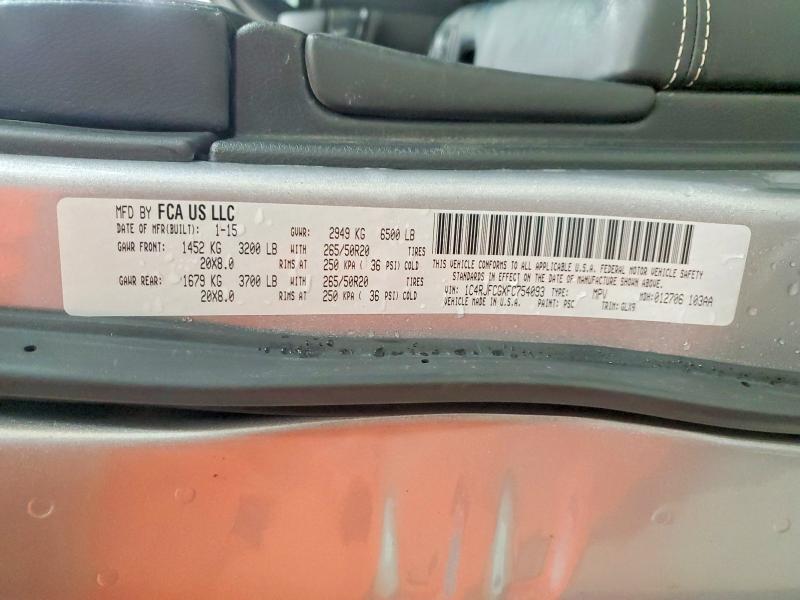 MFD BY FCA US LLC
DATE OF MFR(BUILT): 1-15 GVWR: 2949 KG 6500 LB
GAWR FRONT: 1452 KG 3200 LB WITH 265/50R20 TIRES
20X8.0 RIMS AT 250 KPA ( 36 PSI) COLD
GAWR REAR: 1679 KG 3700 LB WITH 265/50R20 TIRES
20X8.0 RIMS AT 250 KPA ( 36 PSI) COLD
THIS VEHICLE CONFORMS TO ALL APPLICABLE U.S.A. FEDERAL MOTOR VEHICLE SAFETY
STANDARDS IN EFFECT ON THE DATE OF MANUFACTURE SHOWN ABOVE.
VIN: 1C4RJFCGXFC754093 TYPE: MPV MDH: 012706 103AA
VEHICLE MADE IN U.S.A. PAINT: PSC TRIM: GLX9